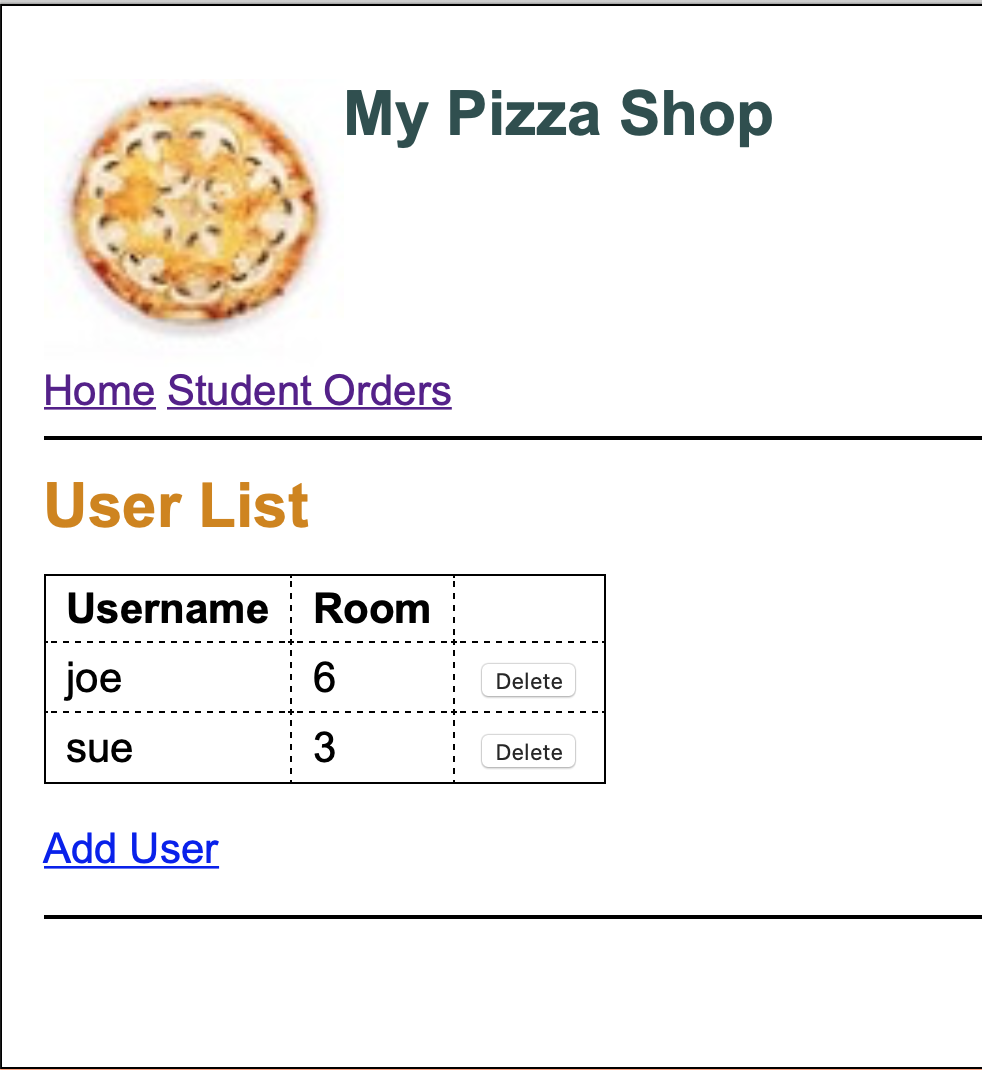 My Pizza Shop
Home Student Orders
User List
Username Room
joe 6 Delete
sue 3 Delete
Add User